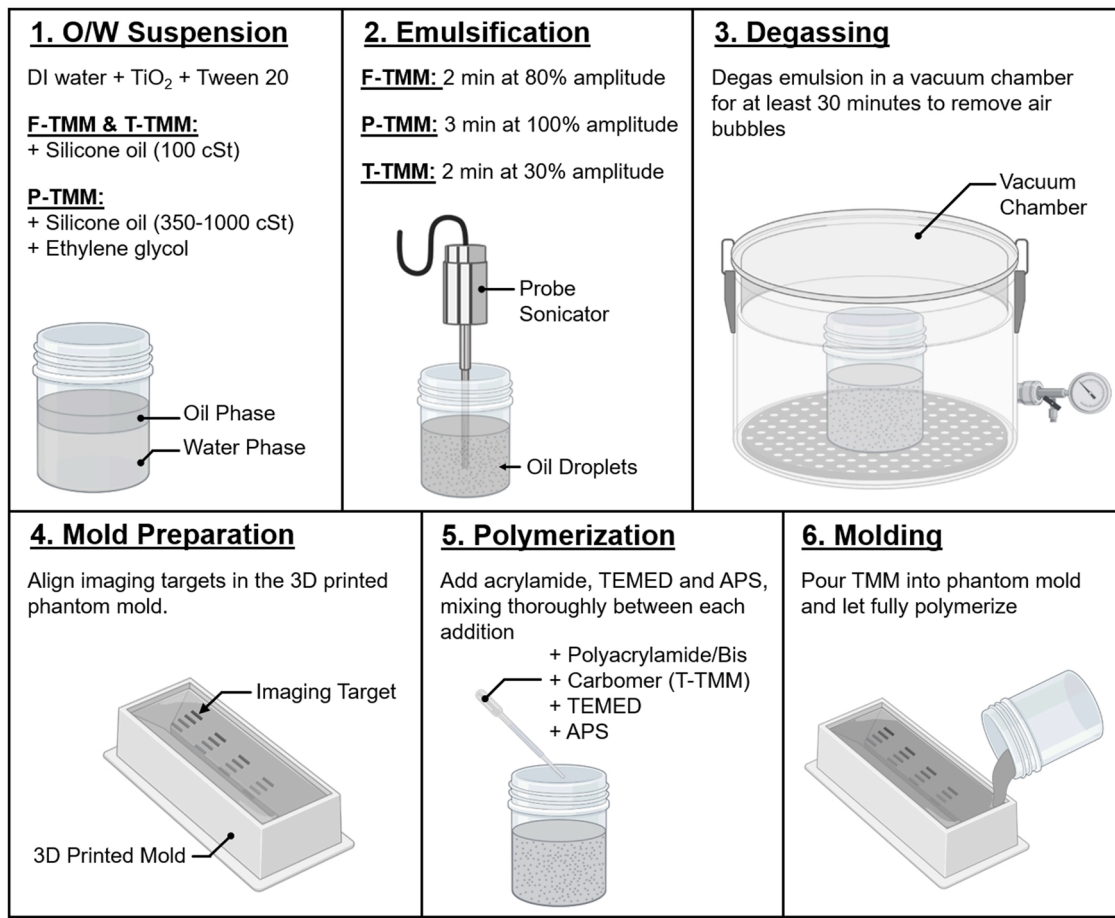 1. O/W Suspension
DI water + TiO₂ + Tween 20
F-TMM & T-TMM:
+ Silicone oil (100 cSt)
P-TMM:
+ Silicone oil (350-1000 cSt)
+ Ethylene glycol
Oil Phase
Water Phase
2. Emulsification
F-TMM: 2 min at 80% amplitude
P-TMM: 3 min at 100% amplitude
T-TMM: 2 min at 30% amplitude
Probe
Sonicator
Oil Droplets
3. Degassing
Degas emulsion in a vacuum chamber
for at least 30 minutes to remove air
bubbles
Vacuum
Chamber
4. Mold Preparation
Align imaging targets in the 3D printed
phantom mold.
Imaging Target
3D Printed Mold
5. Polymerization
Add acrylamide, TEMED and APS,
mixing thoroughly between each
addition
+ Polyacrylamide/Bis
+ Carbomer (T-TMM)
+ TEMED
+ APS
6. Molding
Pour TMM into phantom mold
and let fully polymerize